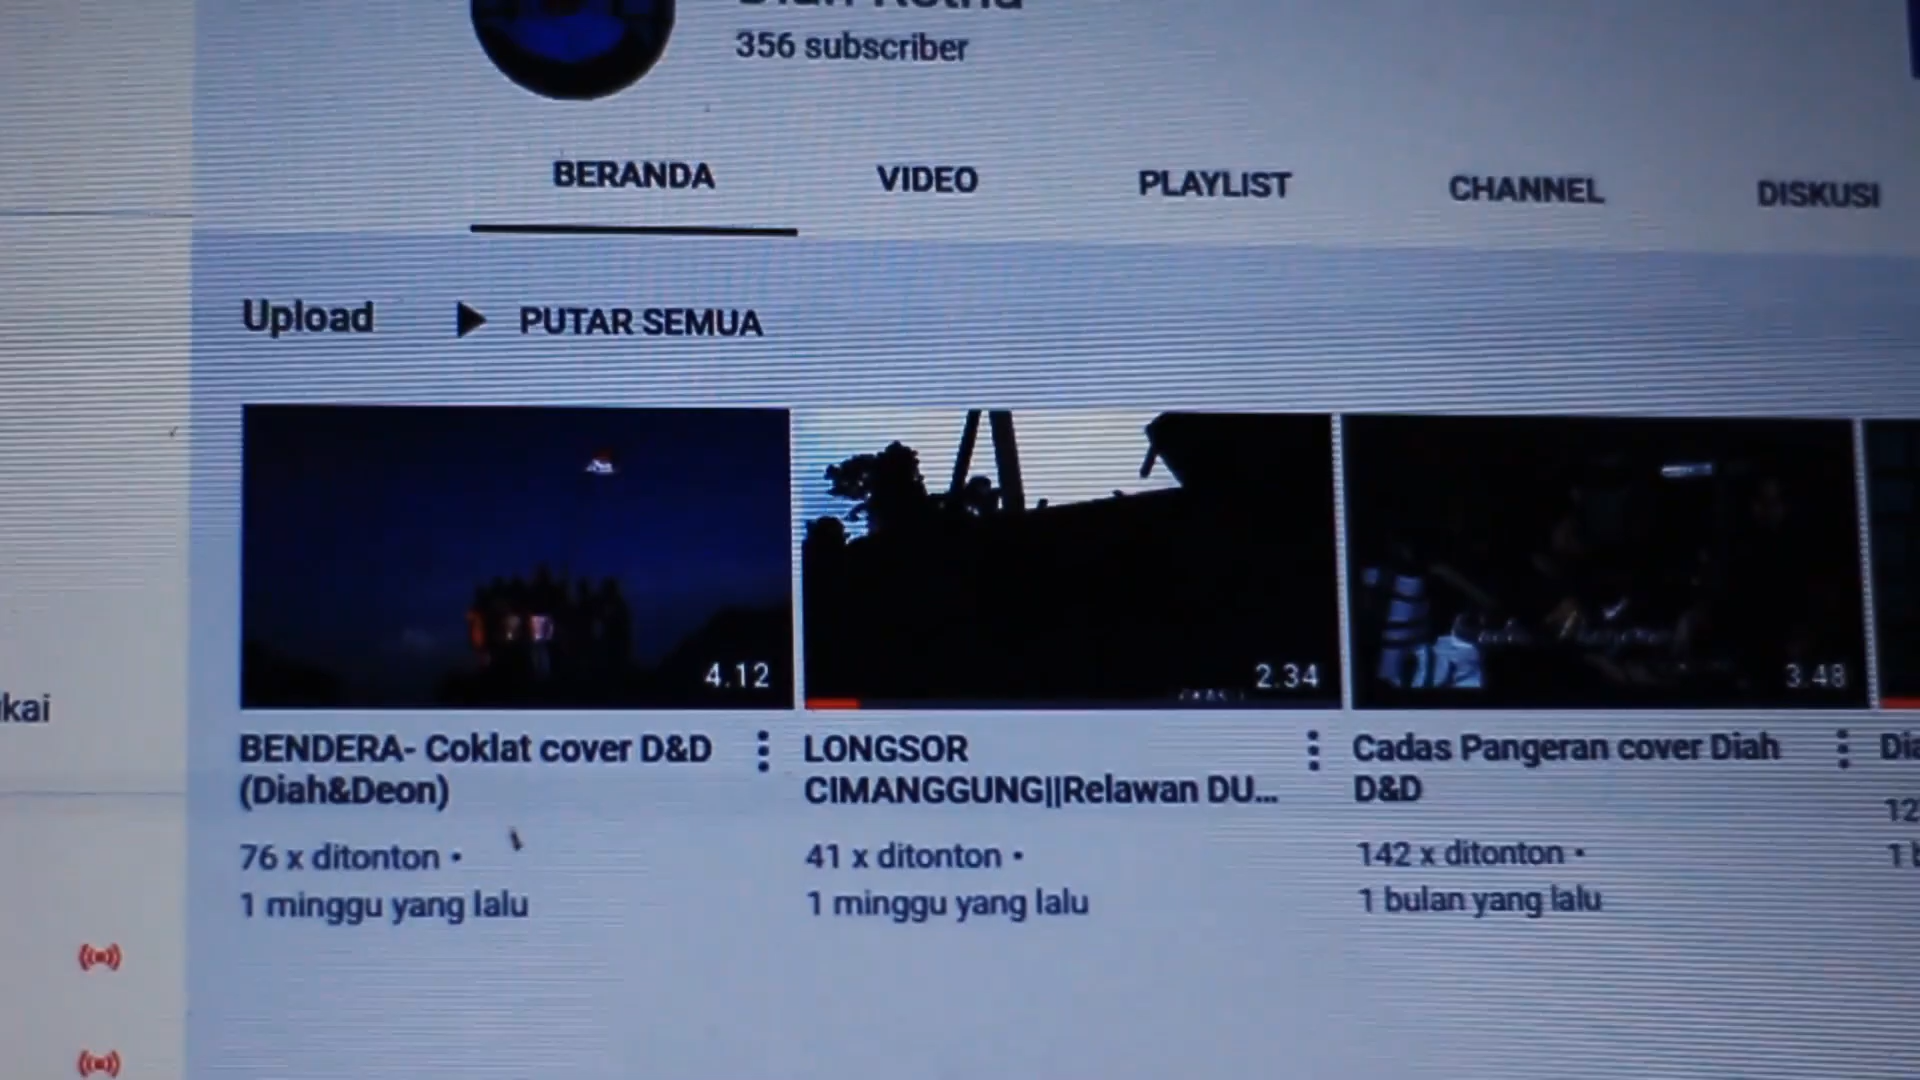 356 subscriber
BERANDA VIDEO PLAYLIST CHANNEL DISKUSI
Upload PUTAR SEMUA
4.12
2.34
3.48
BENDERA- Coklat cover D&D
(Diah&Deon)
76 x ditonton •
1 minggu yang lalu
LONGSOR
CIMANGGUNG||Relawan DU...
41 x ditonton •
1 minggu yang lalu
Cadas Pangeran cover Diah
D&D
142 x ditonton •
1 bulan yang lalu